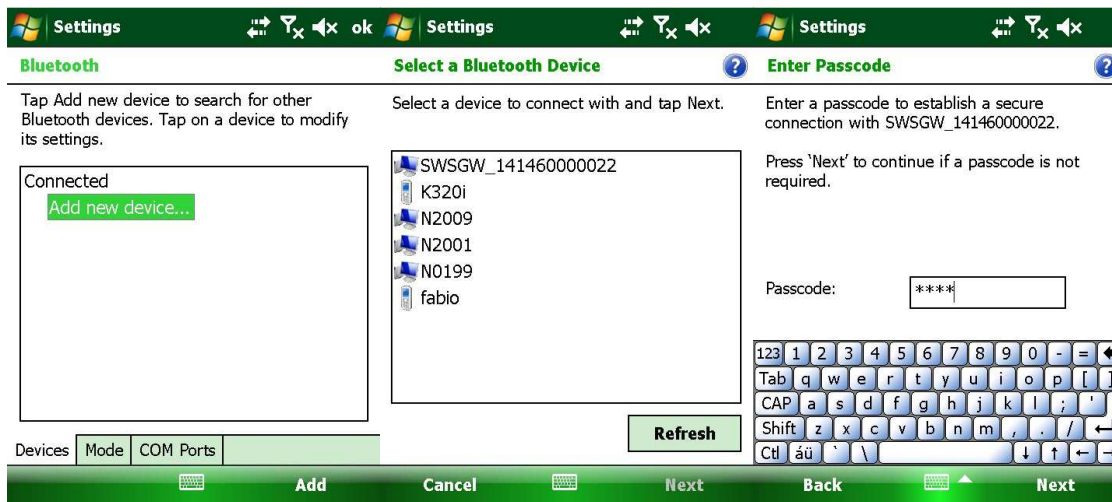 Settings
ok
Bluetooth
Tap Add new device to search for other
Bluetooth devices. Tap on a device to modify
its settings.
Connected
Add new device...
Devices Mode COM Ports
Add
Settings
Select a Bluetooth Device
?
Select a device to connect with and tap Next.
SWSGW_141460000022
K320i
N2009
N2001
N0199
fabio
Refresh
Cancel Next
Settings
Enter Passcode
?
Enter a passcode to establish a secure
connection with SWSGW_141460000022.
Press 'Next' to continue if a passcode is not
required.
Passcode: ****
123 1 2 3 4 5 6 7 8 9 0 - =
Tab q w e r t y u i o p [ ]
CAP a s d f g h j k l ; '
Shift z x c v b n m , . /
Ctl áü ` \
Back Next